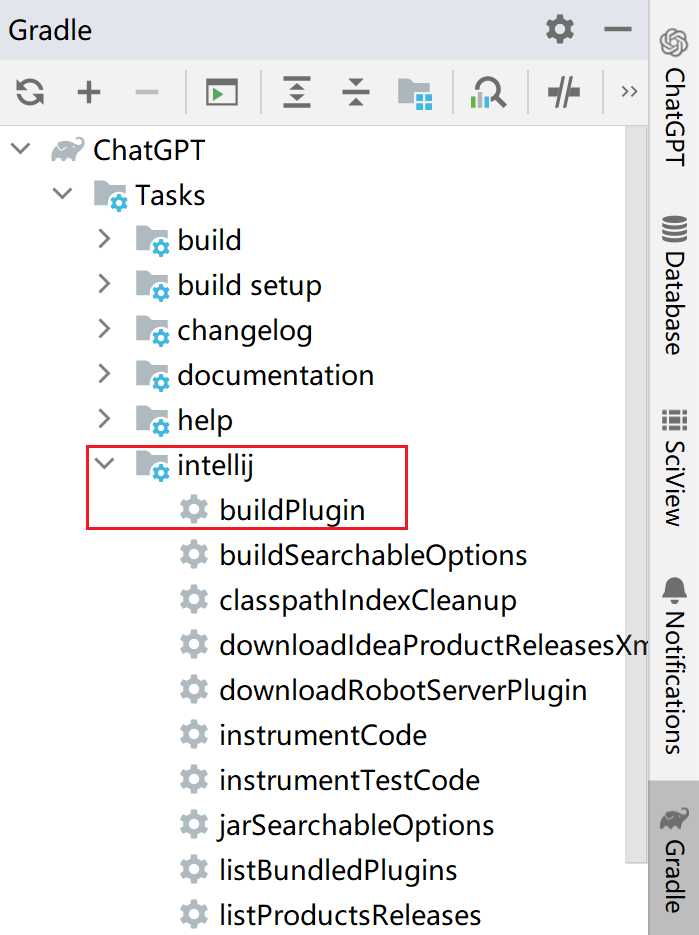 Gradle
ChatGPT
Tasks
build
build setup
changelog
documentation
help
intellij
buildPlugin
buildSearchableOptions
classpathIndexCleanup
downloadIdeaProductReleasesXm
downloadRobotServerPlugin
instrumentCode
instrumentTestCode
jarSearchableOptions
listBundledPlugins
listProductsReleases
ChatGPT
Database
SciView
Notifications
Gradle